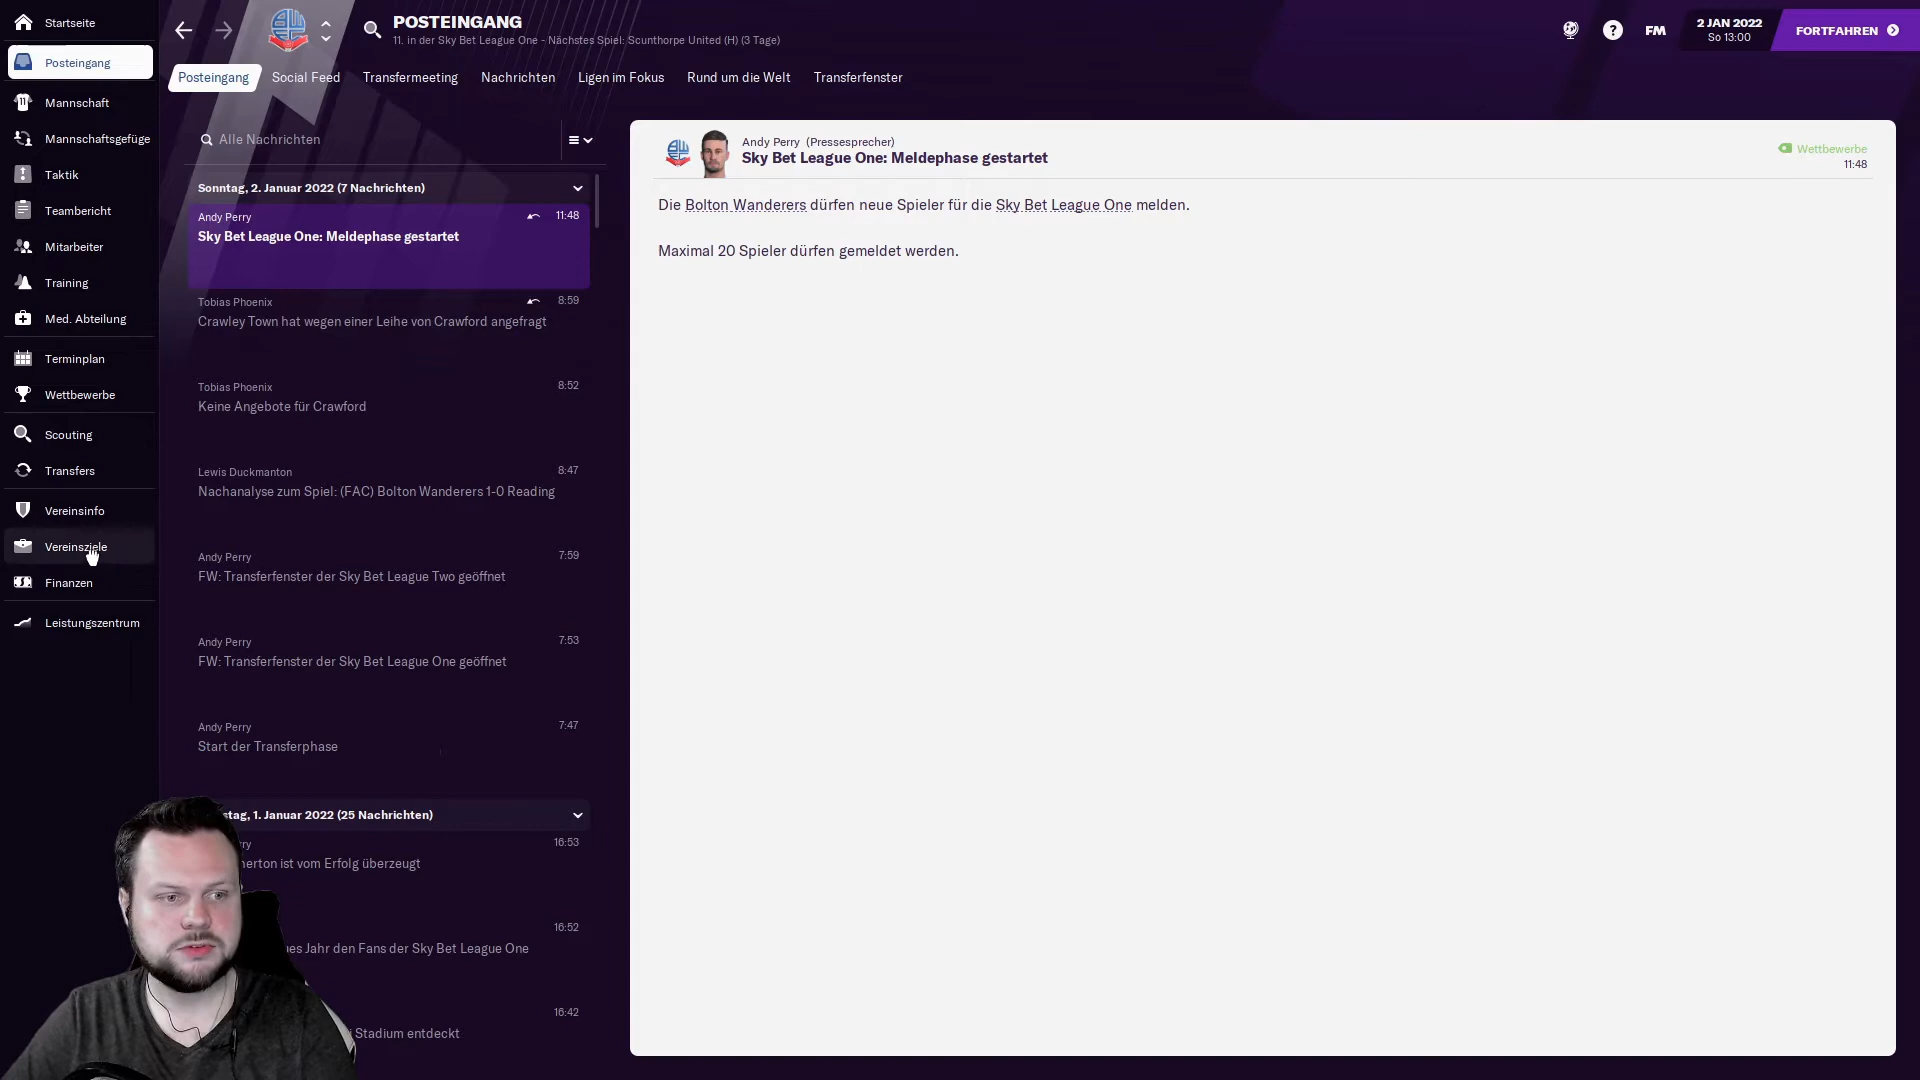 Startseite
Posteingang
Mannschaft
Mannschaftsgefüge
Taktik
Teambericht
Mitarbeiter
Training
Med. Abteilung
Terminplan
Wettbewerbe
Scouting
Transfers
Vereinsinfo
Vereinsziele
Finanzen
Leistungszentrum
POSTEINGANG
11. in der Sky Bet League One - Nächstes Spiel: Scunthorpe United (H) (3 Tage)
FM
2 JAN 2022
So 13:00
FORTFAHREN
Posteingang Social Feed Transfermeeting Nachrichten Ligen im Fokus Rund um die Welt Transferfenster
Alle Nachrichten
Sonntag, 2. Januar 2022 (7 Nachrichten)
Andy Perry 11:48
Sky Bet League One: Meldephase gestartet
Tobias Phoenix 8:59
Crawley Town hat wegen einer Leihe von Crawford angefragt
Tobias Phoenix 8:52
Keine Angebote für Crawford
Lewis Duckmanton 8:47
Nachanalyse zum Spiel: (FAC) Bolton Wanderers 1-0 Reading
Andy Perry 7:59
FW: Transferfenster der Sky Bet League Two geöffnet
Andy Perry 7:53
FW: Transferfenster der Sky Bet League One geöffnet
Andy Perry 7:47
Start der Transferphase
1. Januar 2022 (25 Nachrichten)
16:53
ist vom Erfolg überzeugt
16:52
Jahr den Fans der Sky Bet League One
16:42
Stadium entdeckt
Andy Perry (Pressesprecher)
Sky Bet League One: Meldephase gestartet
Wettbewerbe
11:48
Die Bolton Wanderers dürfen neue Spieler für die Sky Bet League One melden.
Maximal 20 Spieler dürfen gemeldet werden.